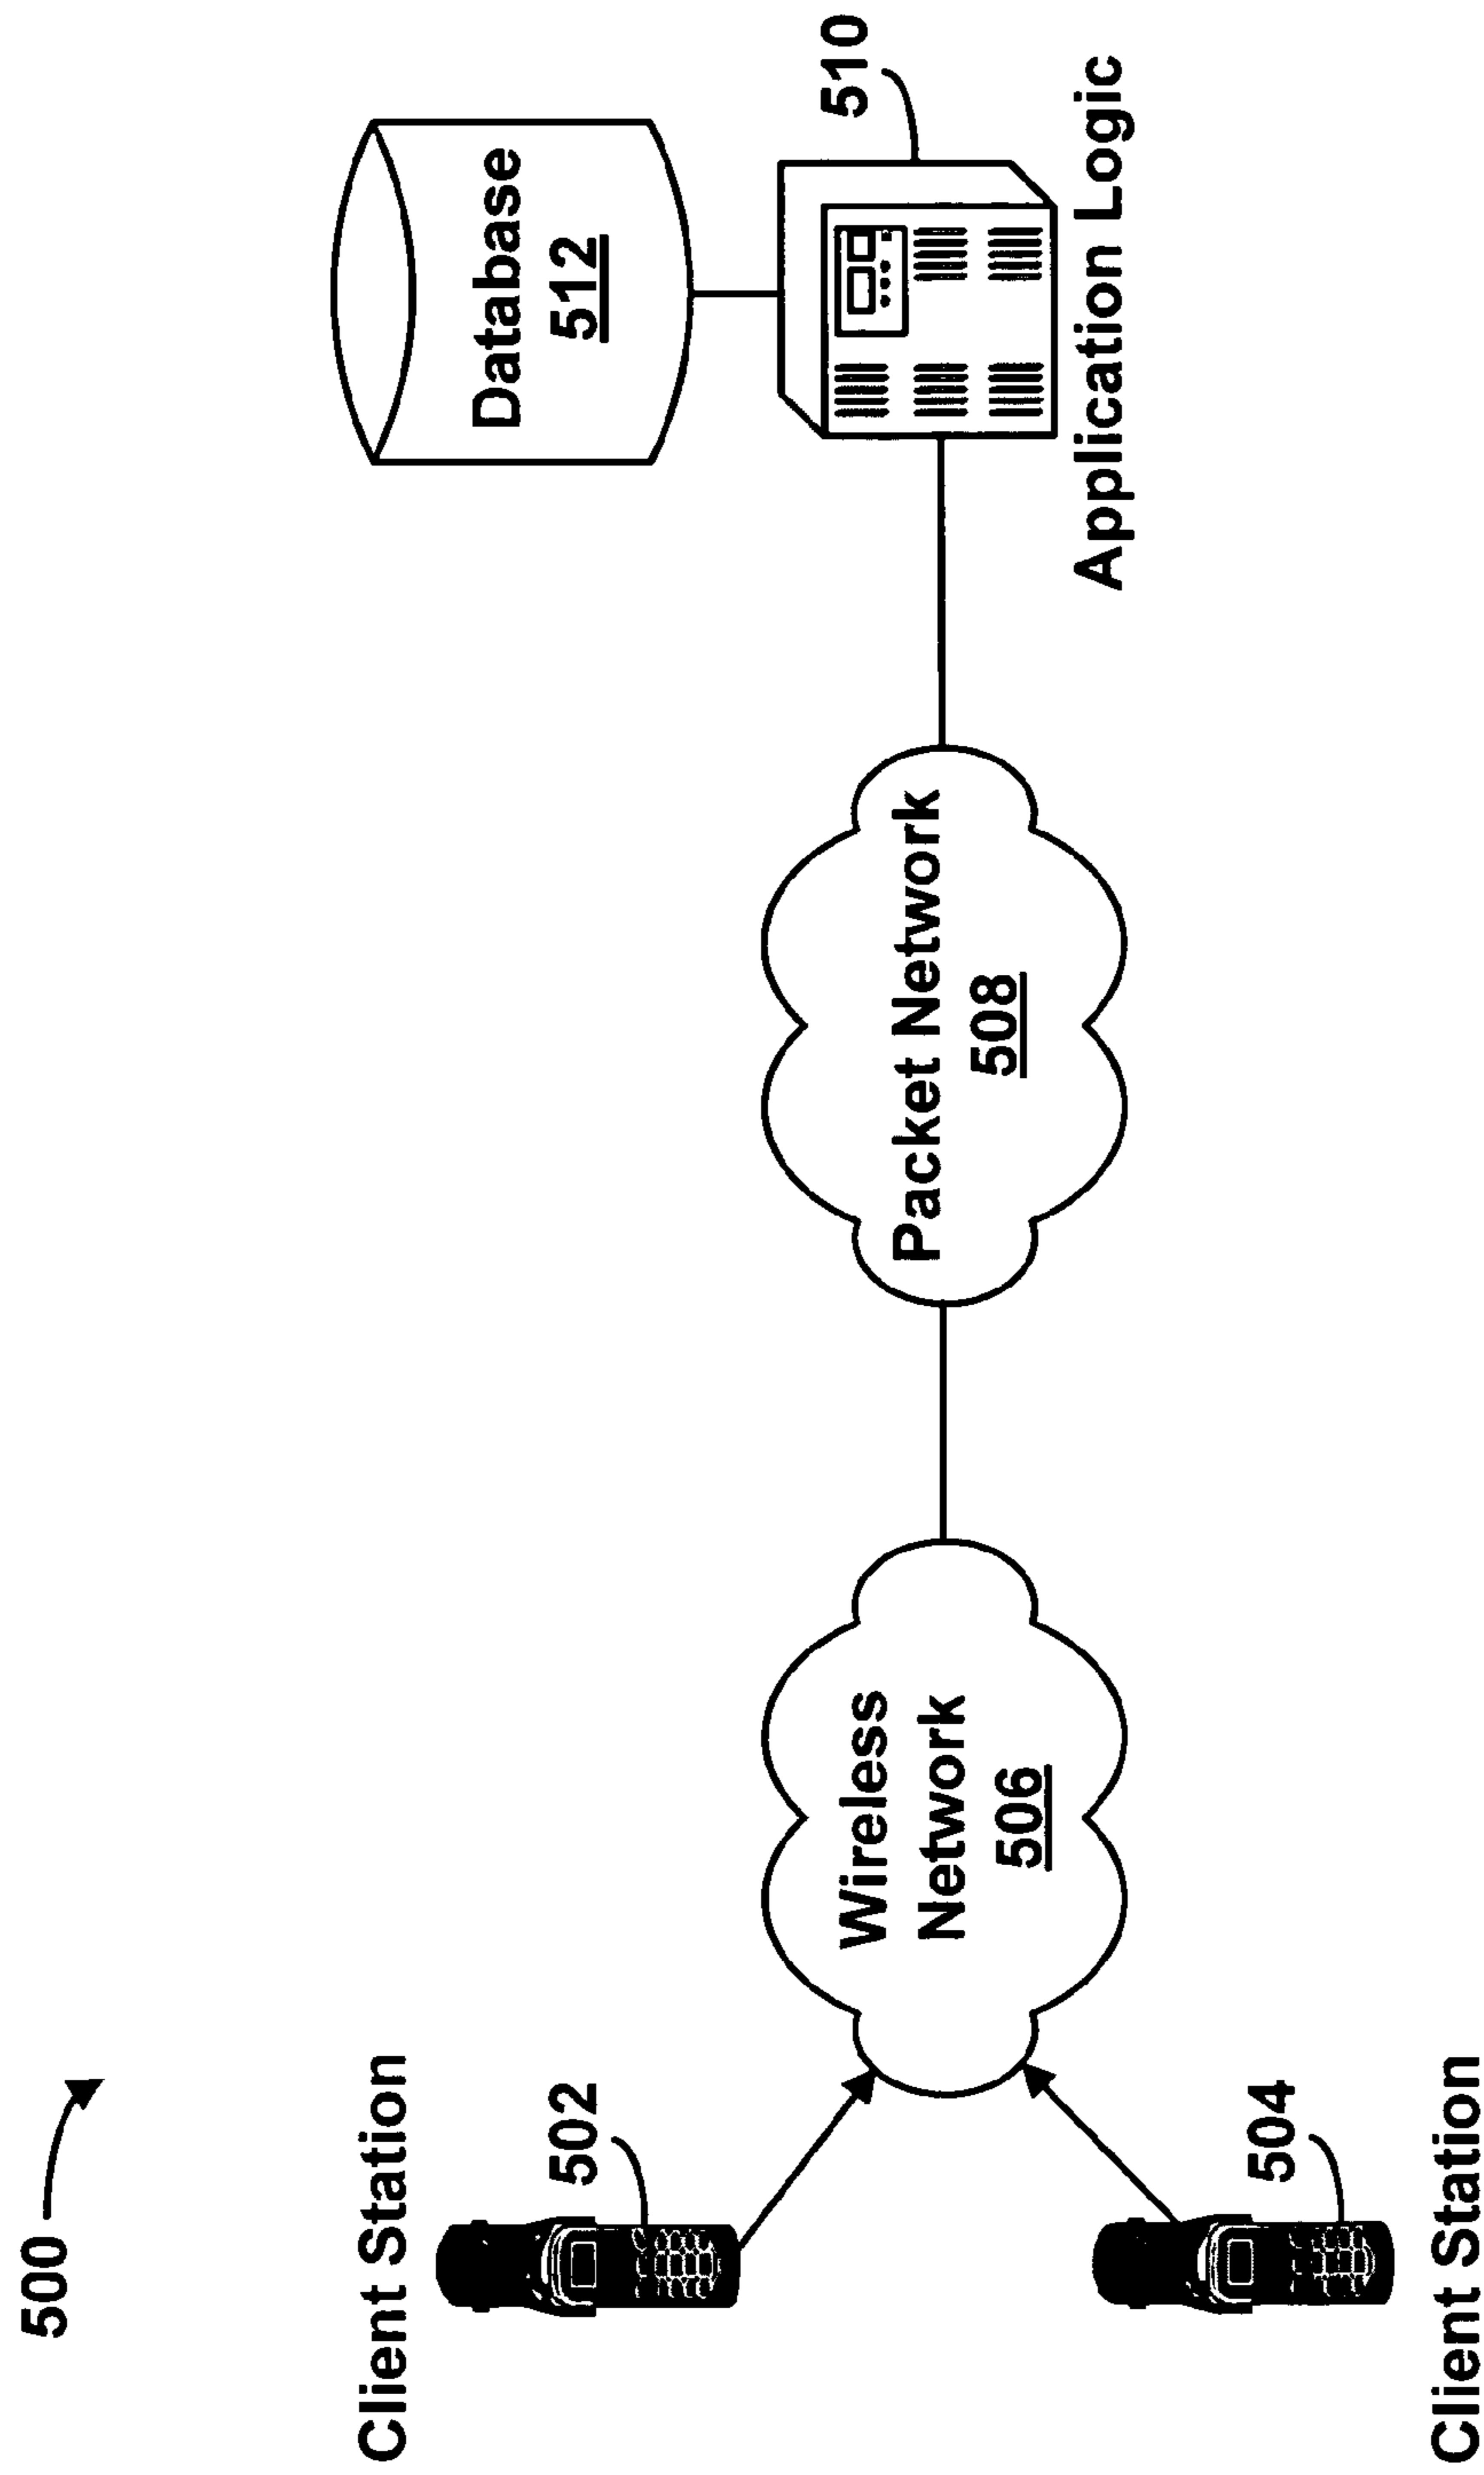 500
Client Station
502
Wireless
Network
506
Packet Network
508
Database
512
510
Application Logic
504
Client Station